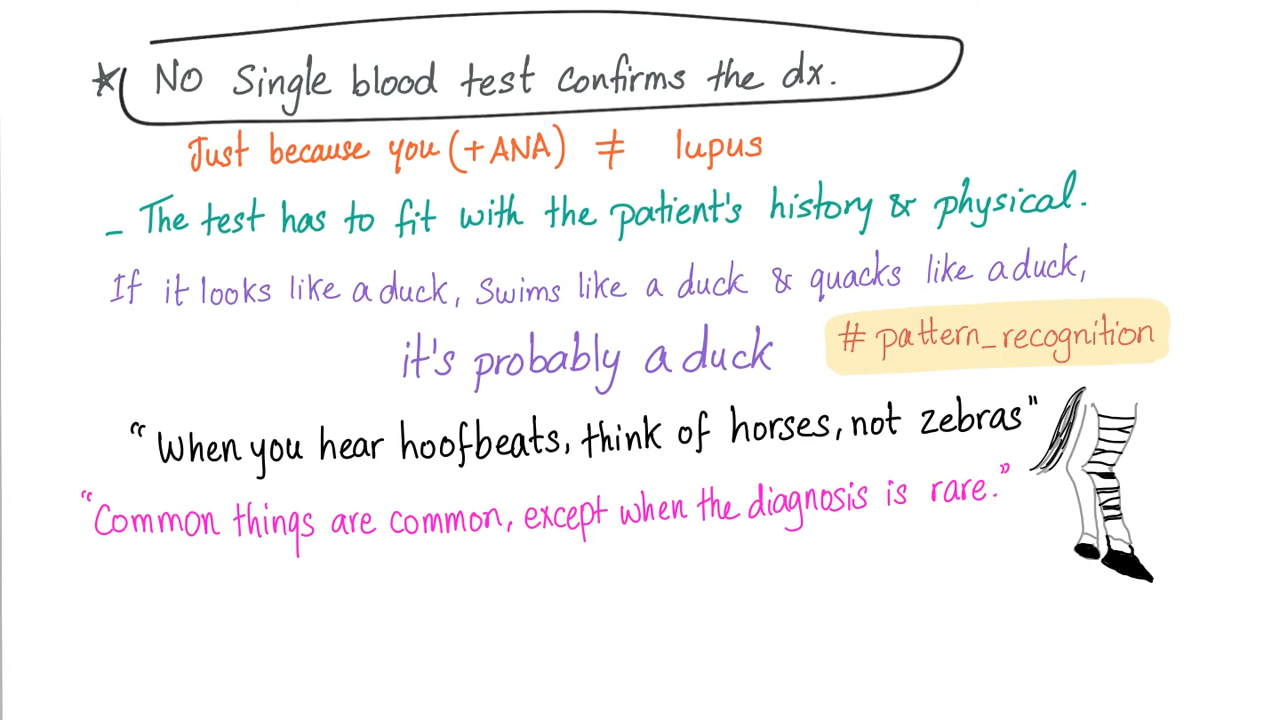 * No Single blood test confirms the dx.
Just because you (+ANA) ≠ lupus
- The test has to fit with the patient's history & physical.
If it looks like a duck, Swims like a duck & quacks like a duck,
it's probably a duck
# pattern_recognition
"When you hear hoofbeats, think of horses, not zebras"
"Common things are common, except when the diagnosis is rare."